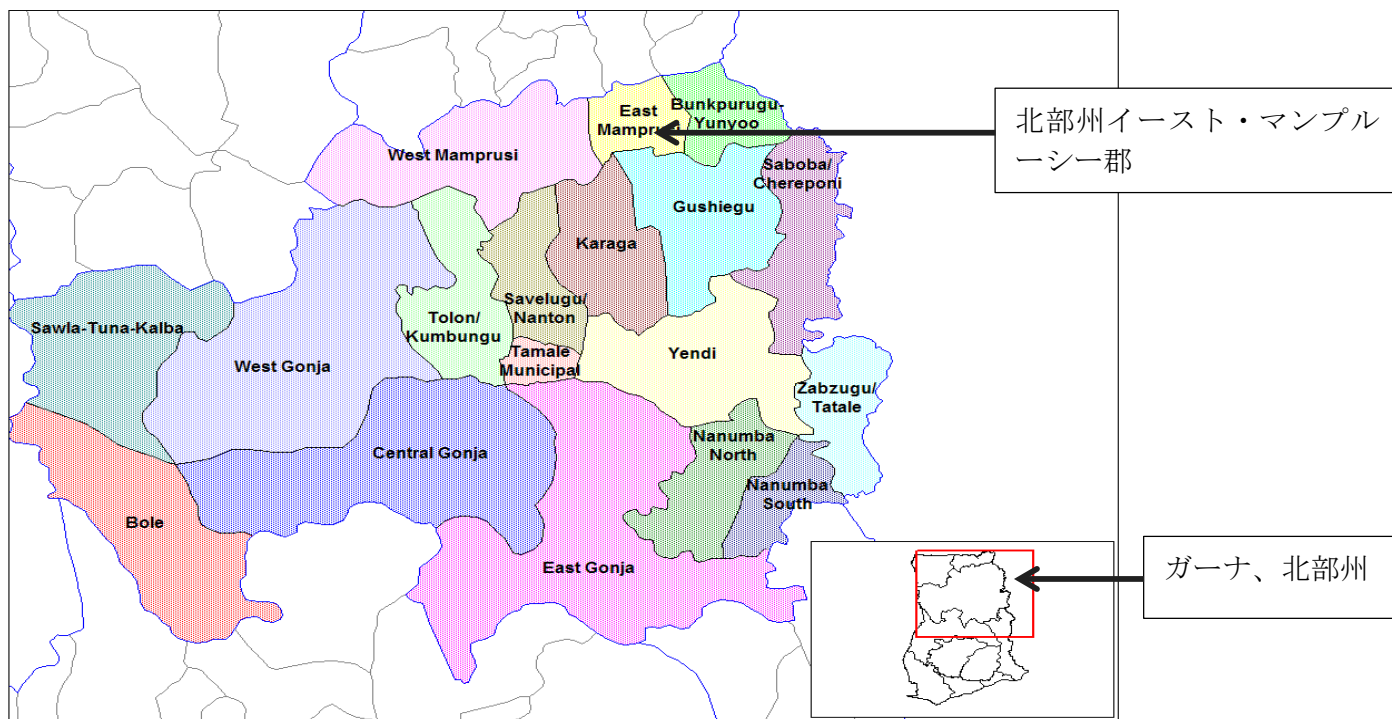 East
Mamprusi
Bunkpurugu-
Yunyoo
北部州イースト・マンプル
ーシー郡
West Mamprusi
Saboba/
Chereponi
Gushiegu
Karaga
Savelugu/
Nanton
Sawla-Tuna-Kalba
Tolon/
Kumbungu
West Gonja
Tamale
Municipal
Yendi
Zabzugu/
Tatale
Nanumba
North
Central Gonja
Nanumba
South
Bole
East Gonja
ガーナ、北部州